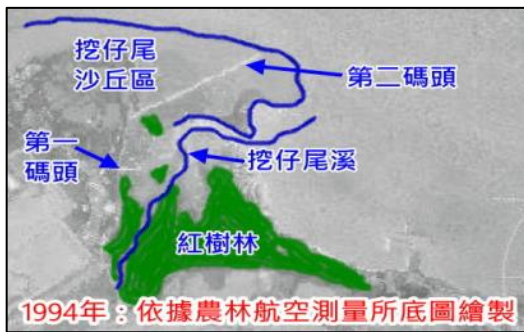 挖仔尾
沙丘區
第二碼頭
第一
碼頭
挖仔尾溪
紅樹林
1994年：依據農林航空測量所底圖繪製